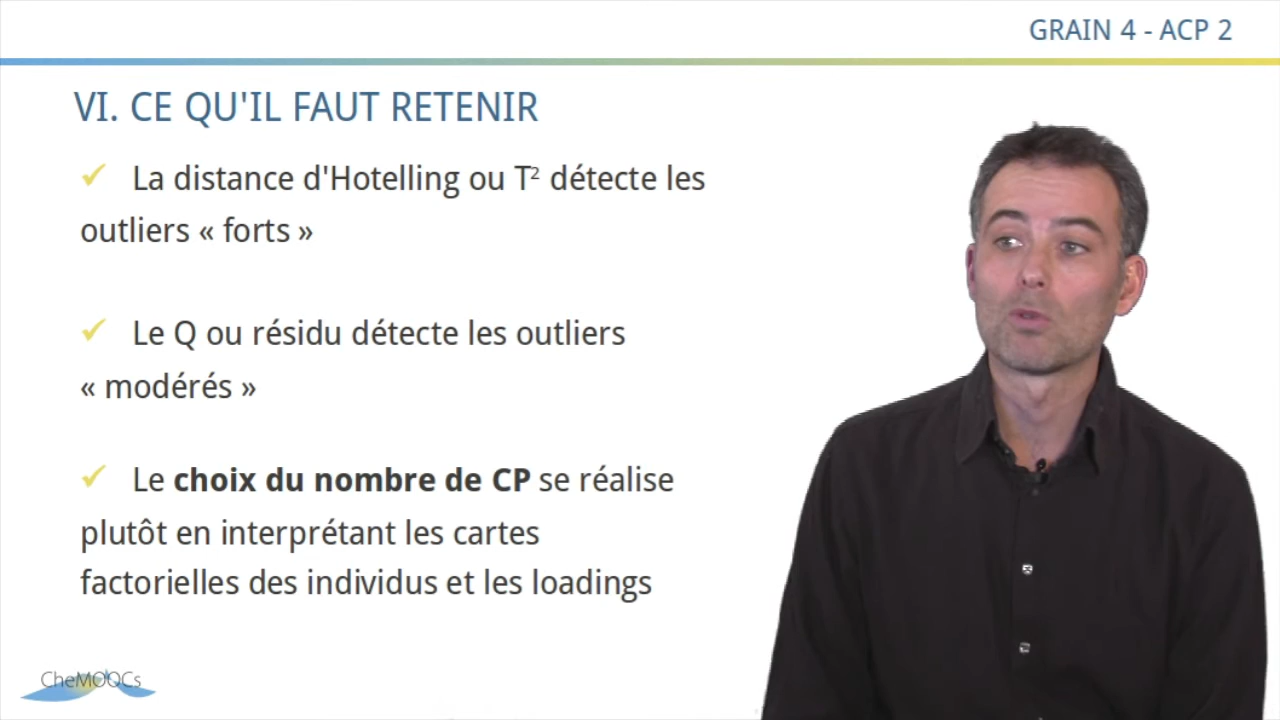 GRAIN 4 - ACP 2
VI. CE QU'IL FAUT RETENIR
✓ La distance d'Hotelling ou T² détecte les
outliers « forts »
✓ Le Q ou résidu détecte les outliers
« modérés »
✓ Le choix du nombre de CP se réalise
plutôt en interprétant les cartes
factorielles des individus et les loadings
CheMOOCs